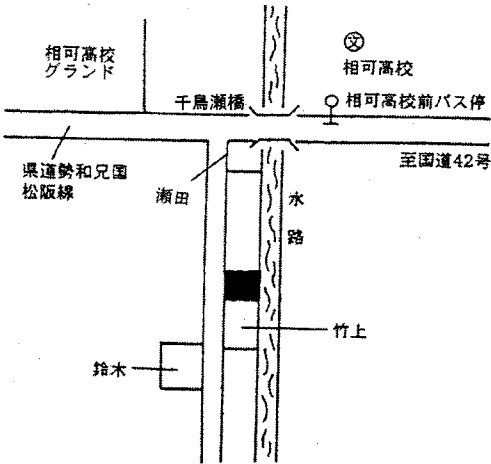 相可高校
グランド
㊫
相可高校
千鳥瀬橋
相可高校前バス停
県道勢和兄国
松阪線
至国道42号
瀬田
水
路
竹上
鈴木